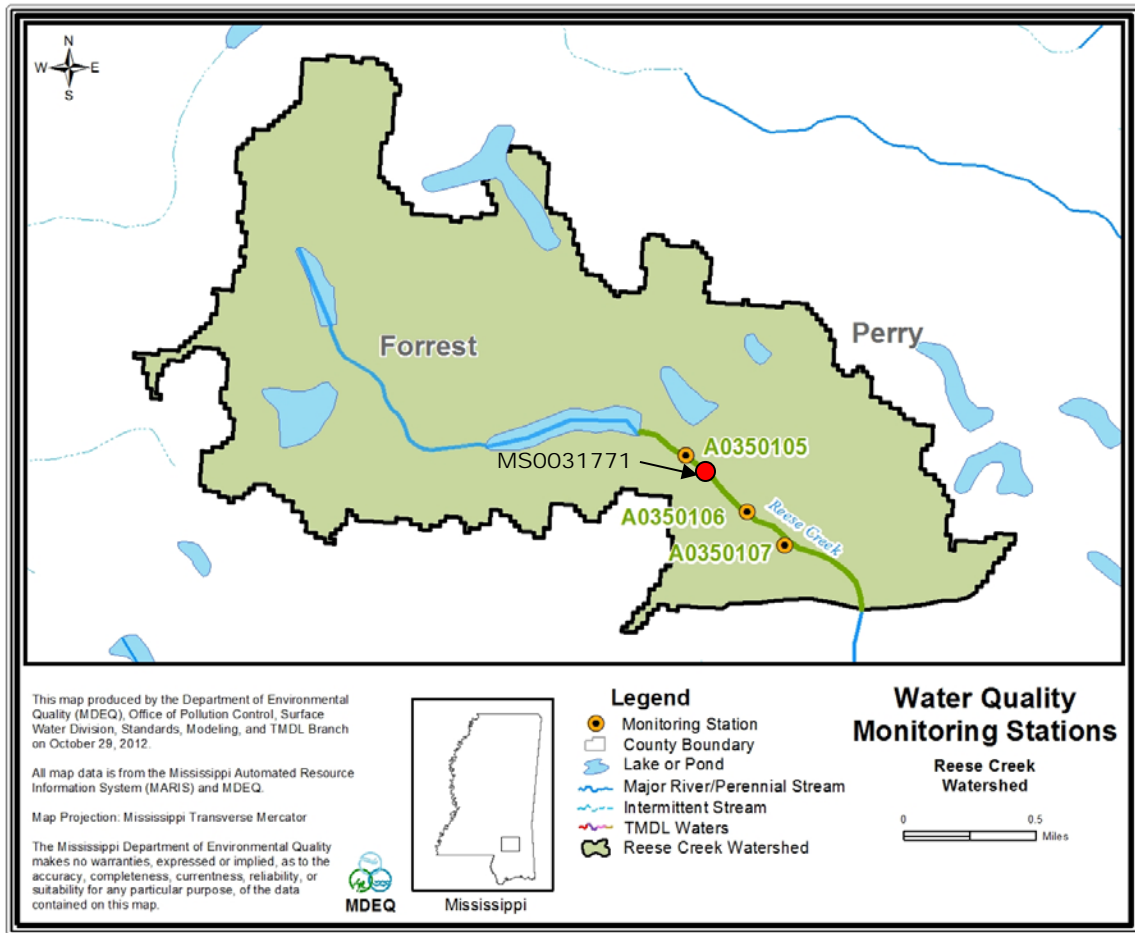 N
W E
S
Forrest
Perry
A0350105
MS0031771
A0350106
Reese Creek
A0350107
This map produced by the Department of Environmental
Quality (MDEQ), Office of Pollution Control, Surface
Water Division, Standards, Modeling, and TMDL Branch
on October 29, 2012.
All map data is from the Mississippi Automated Resource
Information System (MARIS) and MDEQ.
Map Projection: Mississippi Transverse Mercator
The Mississippi Department of Environmental Quality
makes no warranties, expressed or implied, as to the
accuracy, completeness, currentness, reliability, or
suitability for any particular purpose, of the data
contained on this map.
MDEQ
Mississippi
Legend
Monitoring Station
County Boundary
Lake or Pond
Major River/Perennial Stream
Intermittent Stream
TMDL Waters
Reese Creek Watershed
Water Quality
Monitoring Stations
Reese Creek
Watershed
0 0.5
Miles